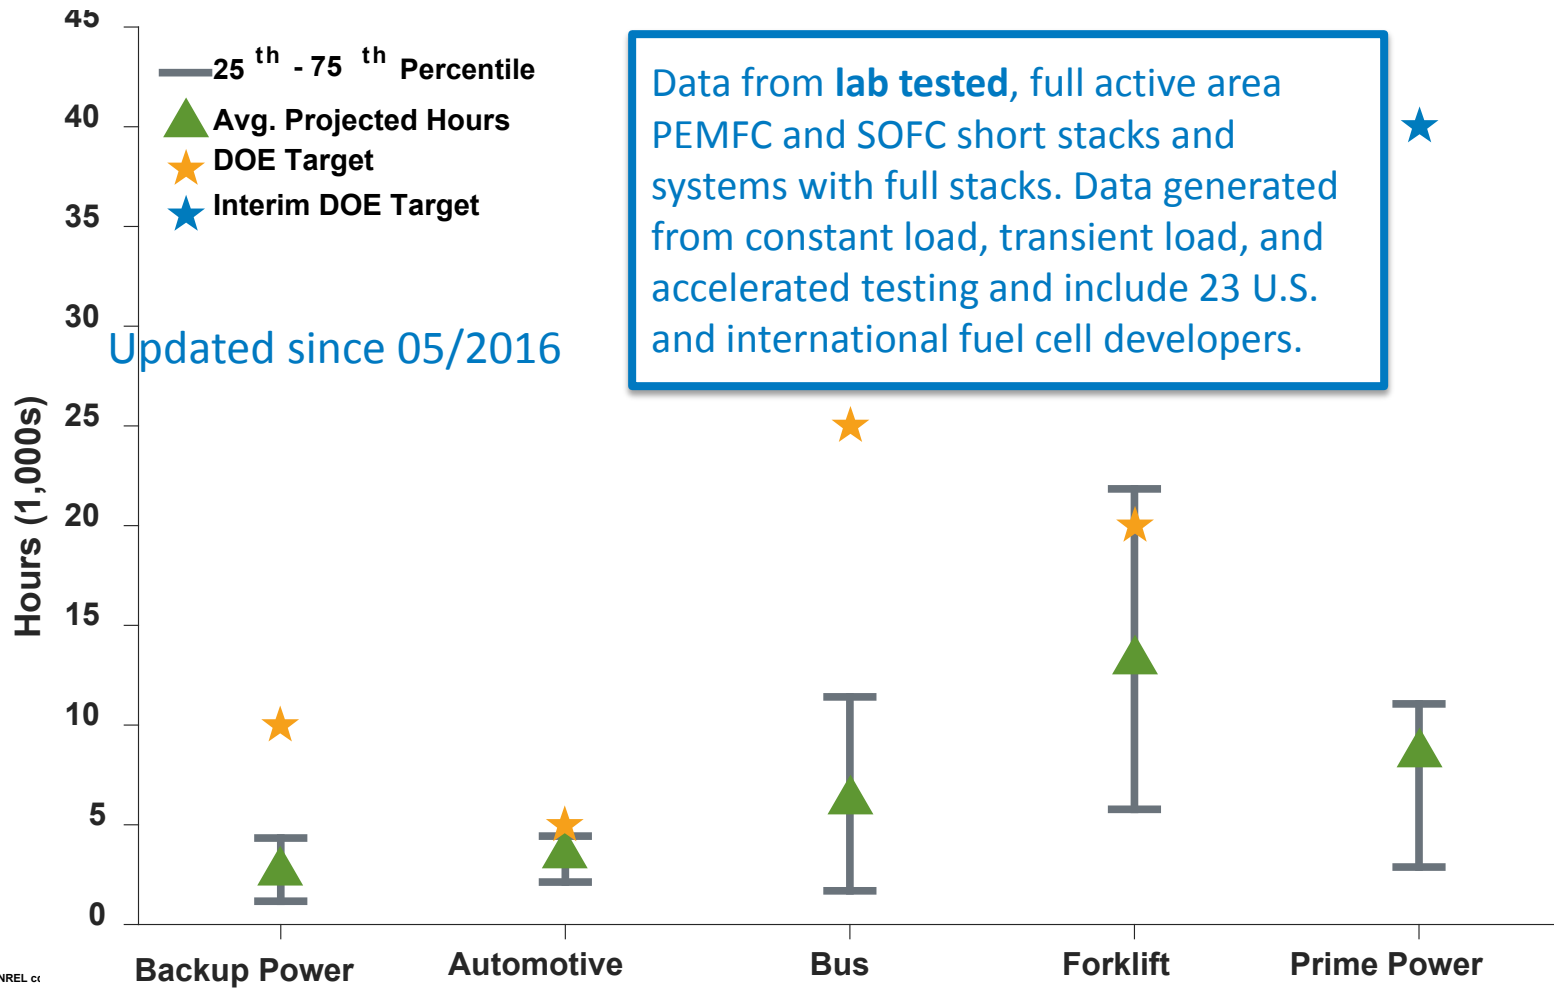 45
25 th - 75 th Percentile
Avg. Projected Hours
DOE Target
Interim DOE Target
Data from lab tested, full active area
PEMFC and SOFC short stacks and
systems with full stacks. Data generated
from constant load, transient load, and
accelerated testing and include 23 U.S.
and international fuel cell developers.
40
35
30
Updated since 05/2016
25
20
15
10
5
0
Hours (1,000s)
Backup Power
Automotive
Bus
Forklift
Prime Power
NREL